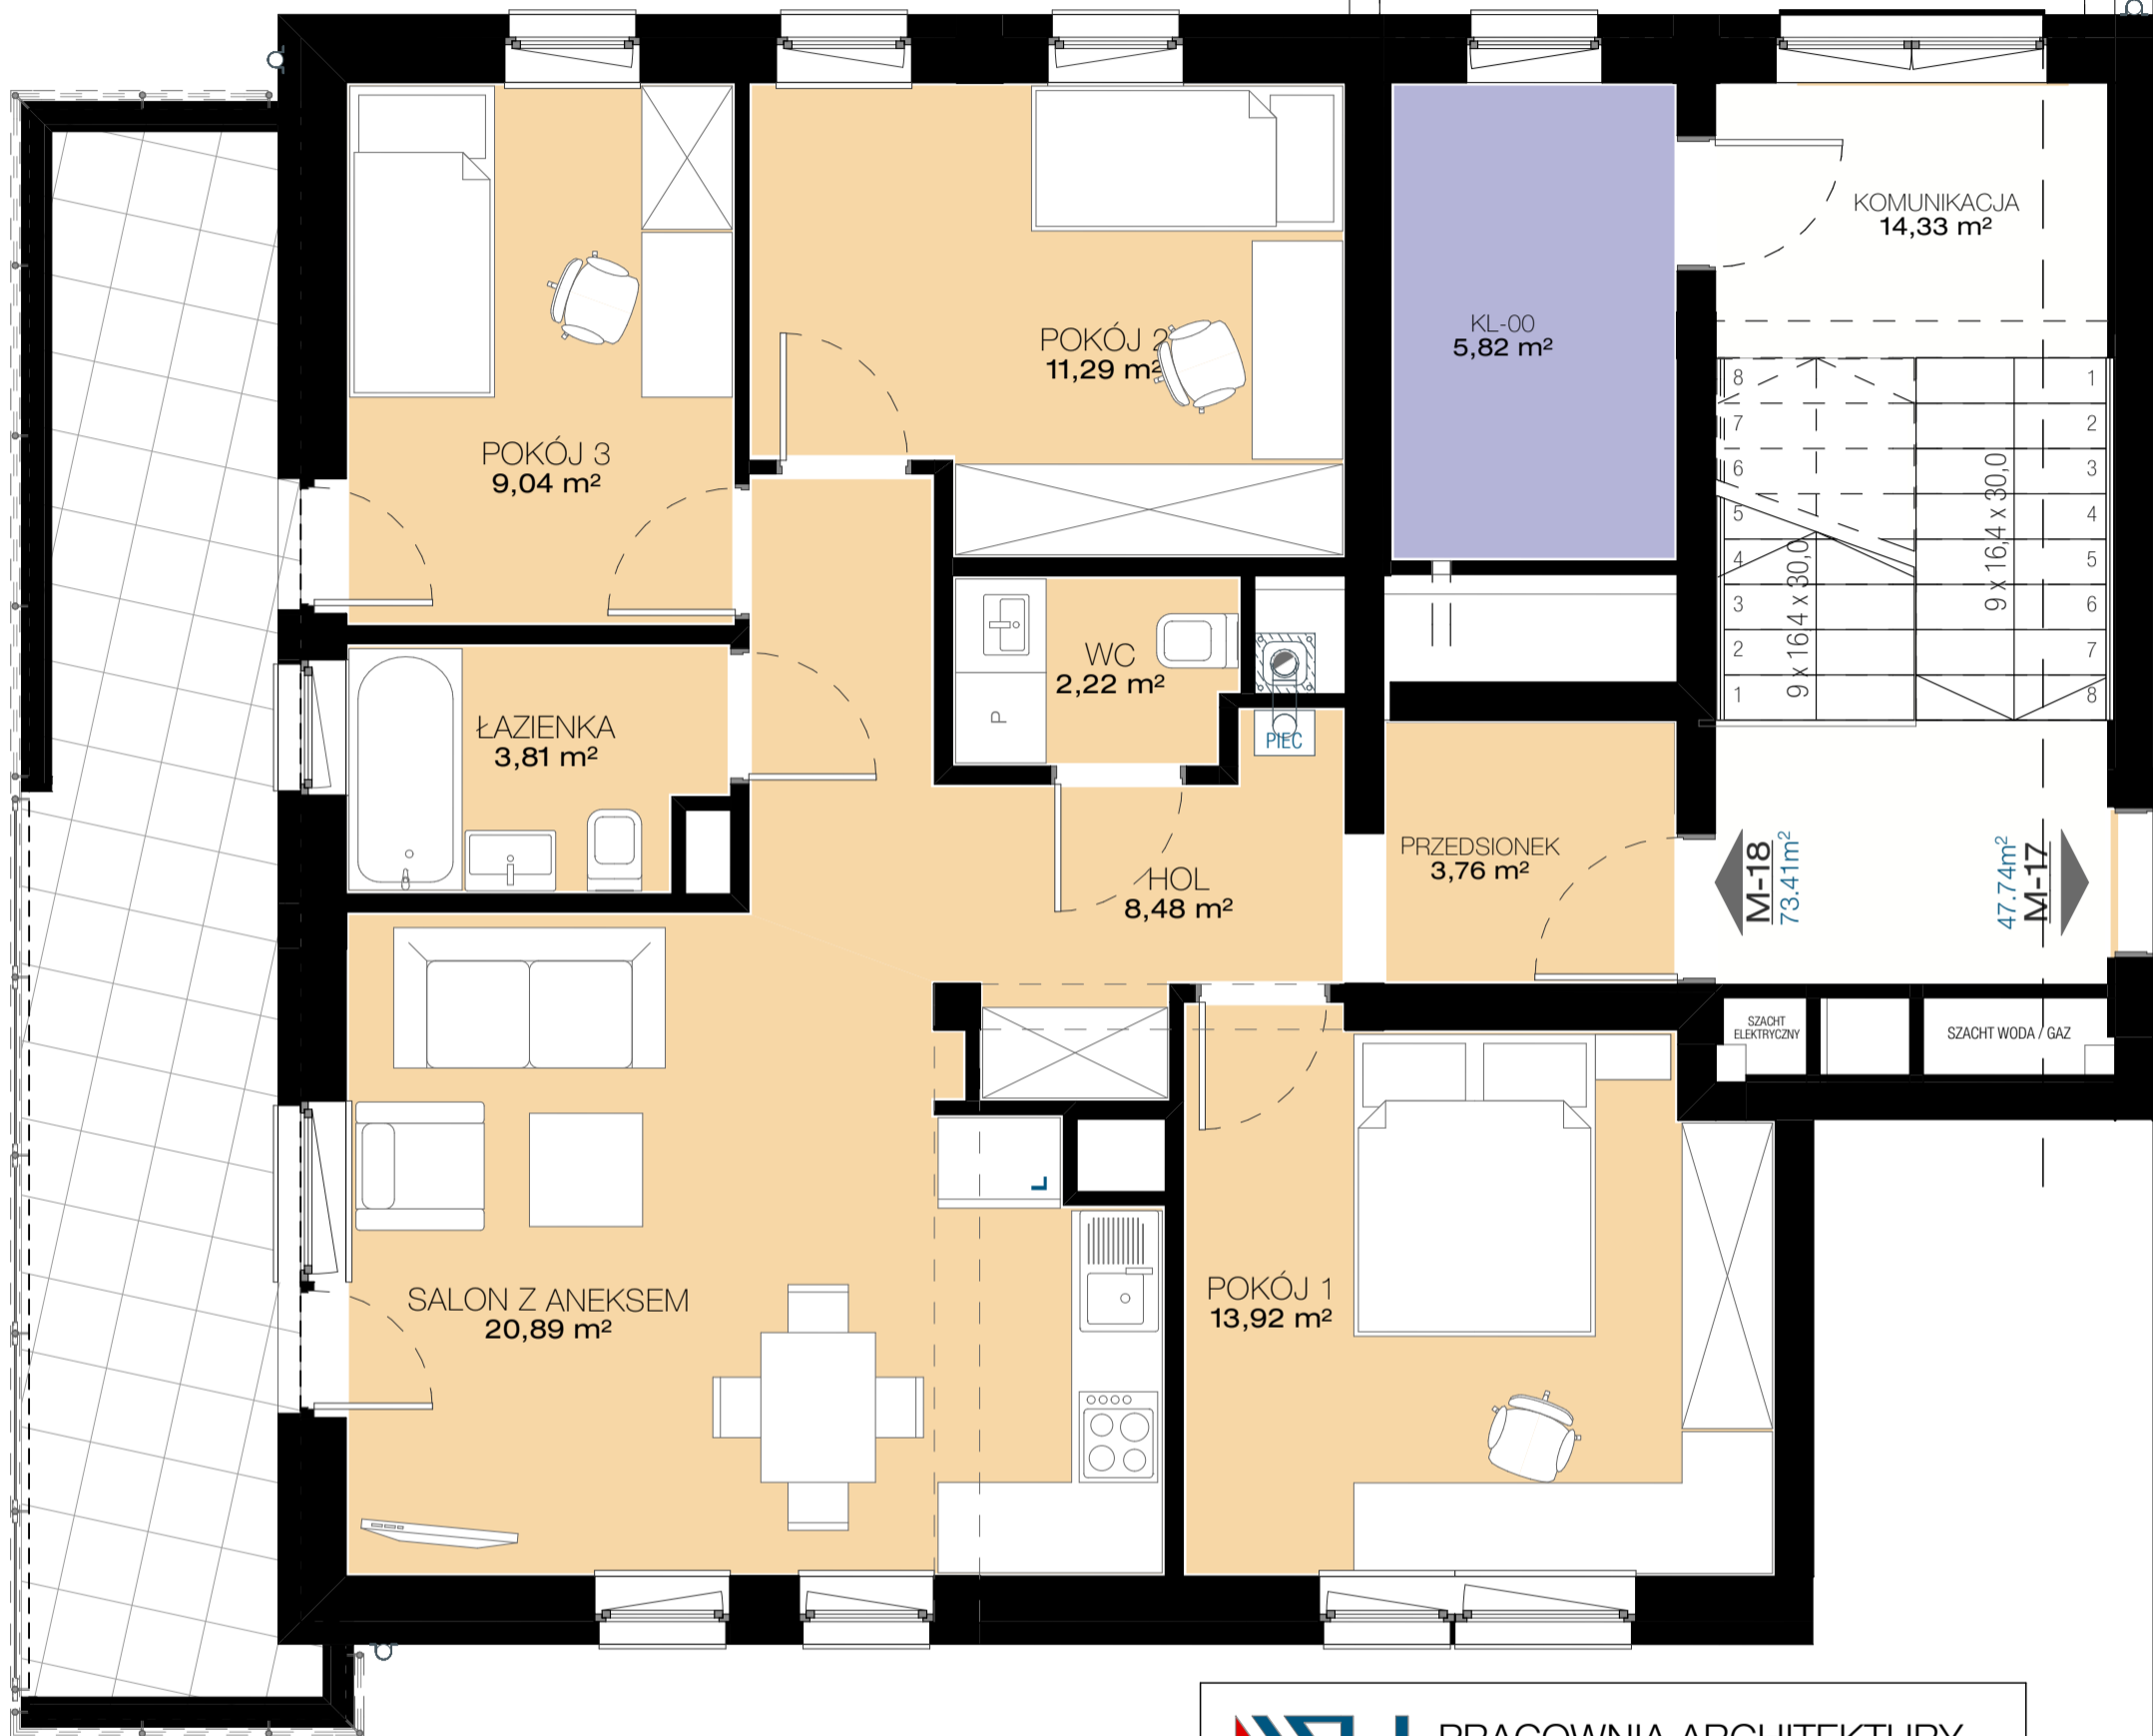 KOMUNIKACJA
14,33 m²
KL-00
5,82 m²
POKÓJ 2
11,29 m²
POKÓJ 3
9,04 m²
8
7
6
5
4
3
2
1
9 x 16,4 x 30,0
1
2
3
4
5
6
7
8
9 x 16,4 x 30,0
WC
2,22 m²
P
PIEC
ŁAZIENKA
3,81 m²
HOL
8,48 m²
PRZEDSIONEK
3,76 m²
M-18
73.41m²
47.74m²
M-17
SZACHT
ELEKTRYCZNY
SZACHT WODA / GAZ
L
SALON Z ANEKSEM
20,89 m²
POKÓJ 1
13,92 m²
PRACOWNIA ARCHITEKTURY